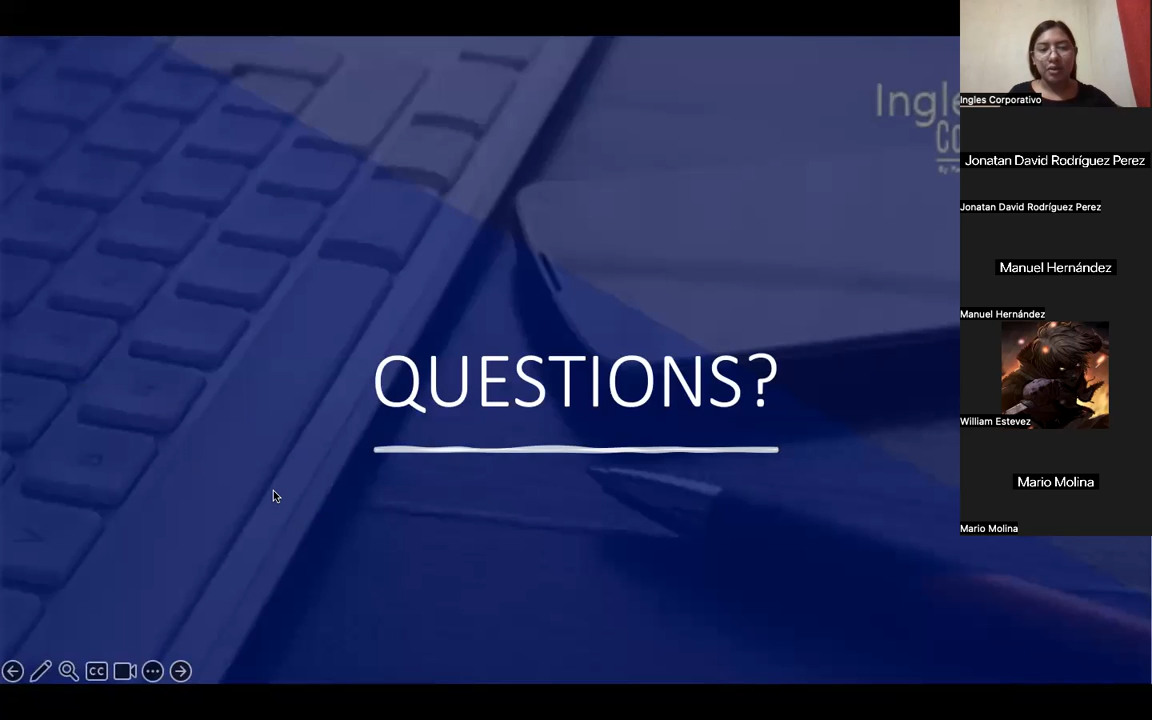 Ingles Corporativo
Jonatan David Rodríguez Perez
Jonatan David Rodríguez Perez
Manuel Hernández
Manuel Hernández
William Estevez
Mario Molina
Mario Molina
QUESTIONS?
CC